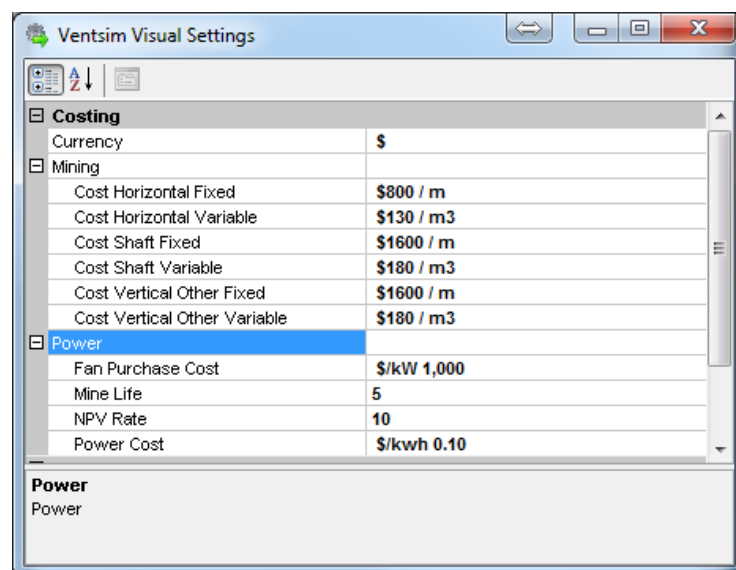 Ventsim Visual Settings
Costing
Currency $
Mining
Cost Horizontal Fixed $800 / m
Cost Horizontal Variable $130 / m3
Cost Shaft Fixed $1600 / m
Cost Shaft Variable $180 / m3
Cost Vertical Other Fixed $1600 / m
Cost Vertical Other Variable $180 / m3
Power
Fan Purchase Cost $/kW 1,000
Mine Life 5
NPV Rate 10
Power Cost $/kwh 0.10
Power
Power